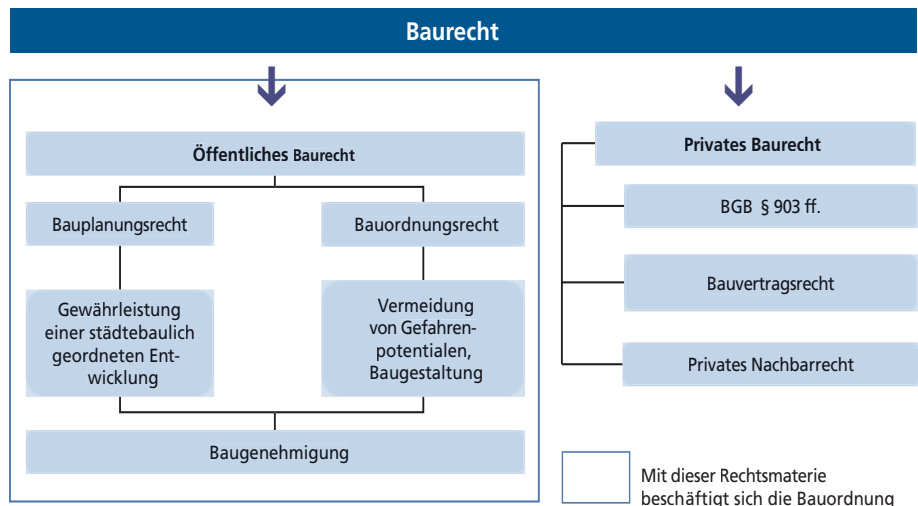 Baurecht
Öffentliches Baurecht
Bauplanungsrecht
Bauordnungsrecht
Gewährleistung
einer städtebaulich
geordneten Ent-
wicklung
Vermeidung
von Gefahren-
potentialen,
Baugestaltung
Baugenehmigung
Privates Baurecht
BGB § 903 ff.
Bauvertragsrecht
Privates Nachbarrecht
Mit dieser Rechtsmaterie
beschäftigt sich die Bauordnung